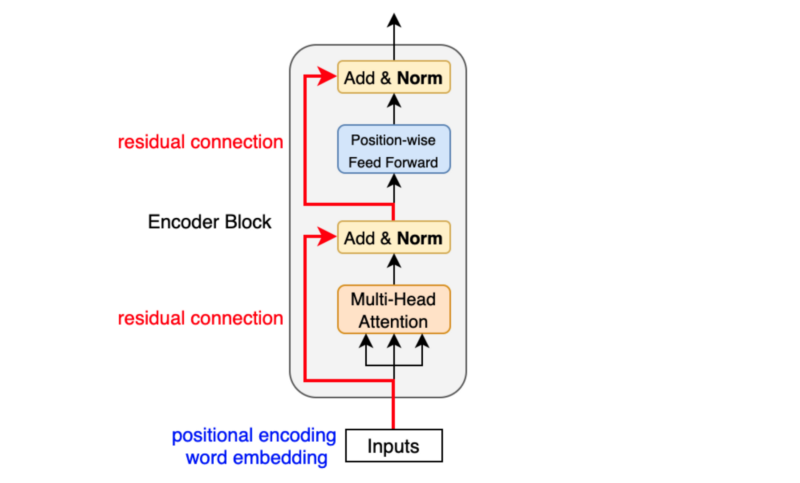 Add & Norm
residual connection
Position-wise
Feed Forward
Encoder Block
Add & Norm
residual connection
Multi-Head
Attention
positional encoding
word embedding
Inputs